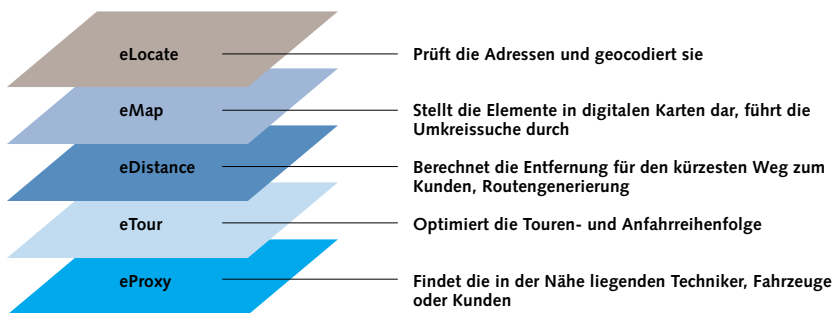 eLocate
Prüft die Adressen und geocodiert sie
eMap
Stellt die Elemente in digitalen Karten dar, führt die
Umkreissuche durch
eDistance
Berechnet die Entfernung für den kürzesten Weg zum
Kunden, Routengenerierung
eTour
Optimiert die Touren- und Anfahrreihenfolge
eProxy
Findet die in der Nähe liegenden Techniker, Fahrzeuge
oder Kunden